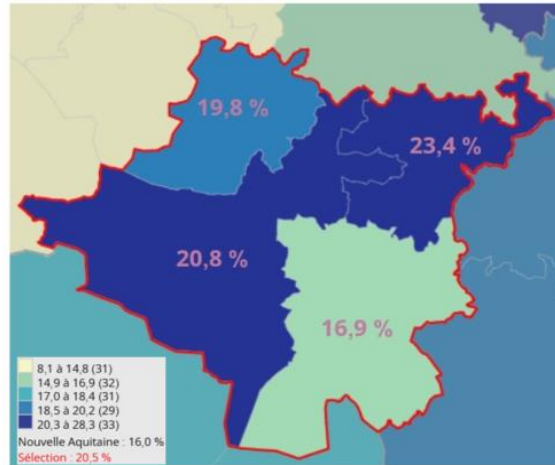 19,8 %
23,4 %
20,8 %
16,9 %
8,1 à 14,8 (31)
14,9 à 16,9 (32)
17,0 à 18,4 (31)
18,5 à 20,2 (29)
20,3 à 28,3 (33)
Nouvelle Aquitaine : 16,0 %
Sélection : 20,5 %